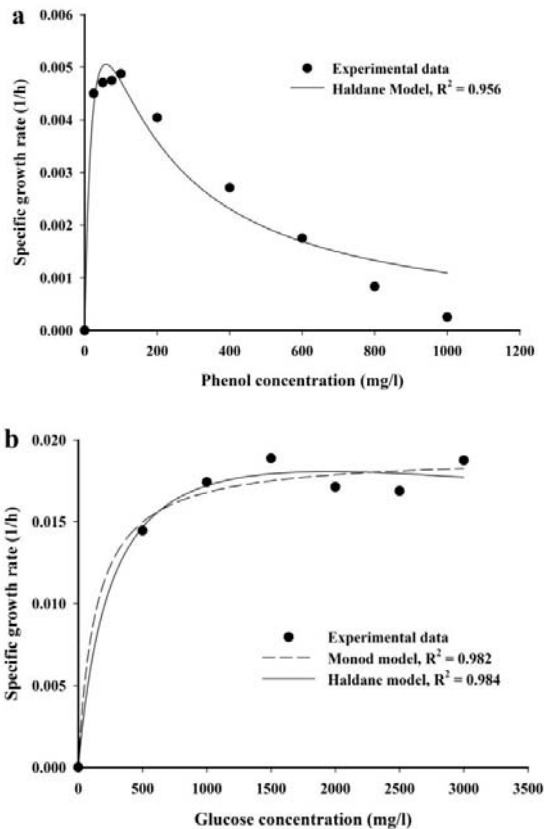 a
0.006
0.005
0.004
0.003
0.002
0.001
0.000
Specific growth rate (1/h)
Experimental data
Haldane Model, R² = 0.956
0 200 400 600 800 1000 1200
Phenol concentration (mg/l)
b
0.020
0.015
0.010
0.005
0.000
Specific growth rate (1/h)
Experimental data
Monod model, R² = 0.982
Haldane model, R² = 0.984
0 500 1000 1500 2000 2500 3000 3500
Glucose concentration (mg/l)